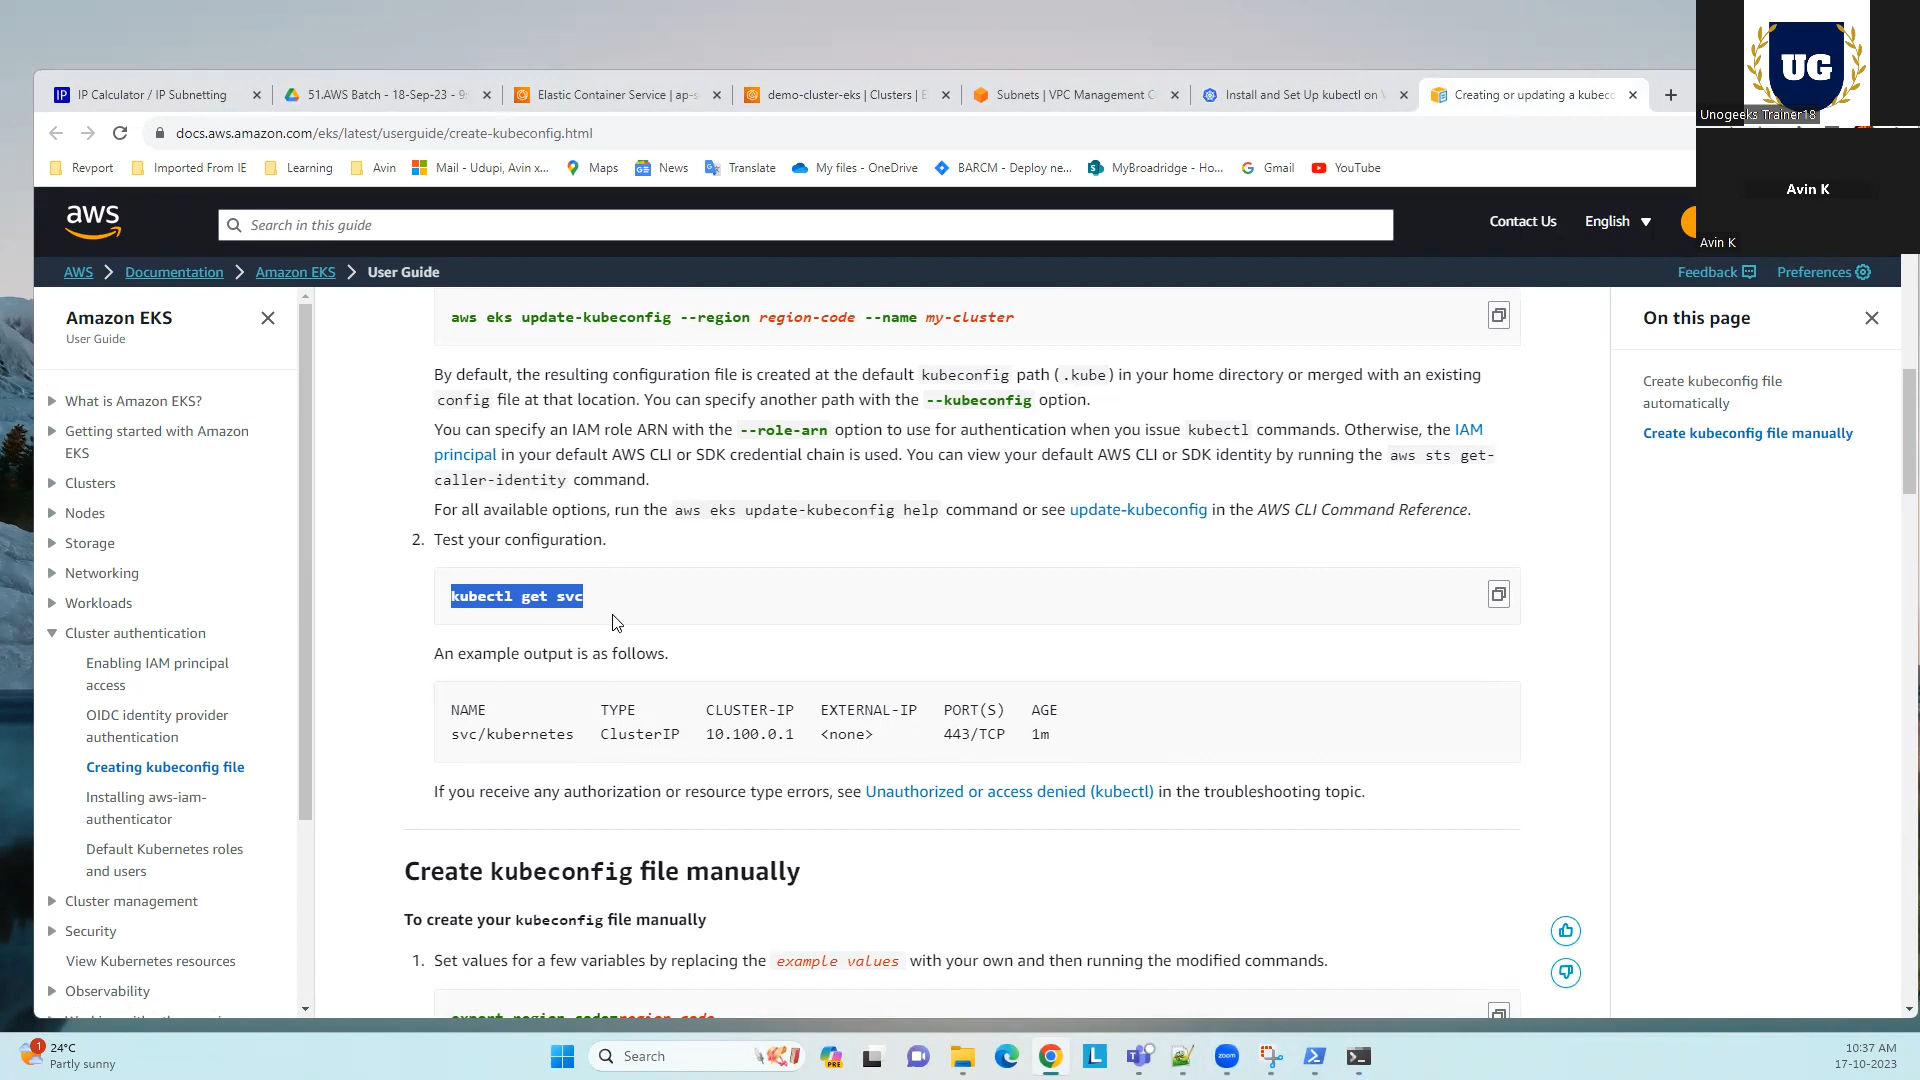 IP Calculator / IP Subnetting
51.AWS Batch - 18-Sep-23 - 9
Elastic Container Service | ap-s
demo-cluster-eks | Clusters | E
Subnets | VPC Management C
Install and Set Up kubectl on
Creating or updating a kubeco
docs.aws.amazon.com/eks/latest/userguide/create-kubeconfig.html
Revport
Imported From IE
Learning
Avin
Mail - Udupi, Avin x...
Maps
News
Translate
My files - OneDrive
BARCM - Deploy ne...
MyBroadridge - Ho...
Gmail
YouTube
UG
Unogeeks Trainer18
Avin K
Avin K
aws
Search in this guide
Contact Us
English
AWS
Documentation
Amazon EKS
User Guide
Feedback
Preferences
Amazon EKS
User Guide
What is Amazon EKS?
Getting started with Amazon
EKS
Clusters
Nodes
Storage
Networking
Workloads
Cluster authentication
Enabling IAM principal
access
OIDC identity provider
authentication
Creating kubeconfig file
Installing aws-iam-
authenticator
Default Kubernetes roles
and users
Cluster management
Security
View Kubernetes resources
Observability
aws eks update-kubeconfig --region region-code --name my-cluster
By default, the resulting configuration file is created at the default kubeconfig path (.kube) in your home directory or merged with an existing
config file at that location. You can specify another path with the --kubeconfig option.
You can specify an IAM role ARN with the --role-arn option to use for authentication when you issue kubectl commands. Otherwise, the IAM
principal in your default AWS CLI or SDK credential chain is used. You can view your default AWS CLI or SDK identity by running the aws sts get-
caller-identity command.
For all available options, run the aws eks update-kubeconfig help command or see update-kubeconfig in the AWS CLI Command Reference.
2. Test your configuration.
kubectl get svc
An example output is as follows.
NAME TYPE CLUSTER-IP EXTERNAL-IP PORT(S) AGE
svc/kubernetes ClusterIP 10.100.0.1 <none> 443/TCP 1m
If you receive any authorization or resource type errors, see Unauthorized or access denied (kubectl) in the troubleshooting topic.
Create kubeconfig file manually
To create your kubeconfig file manually
1. Set values for a few variables by replacing the example values with your own and then running the modified commands.
export region_code=region-code
On this page
Create kubeconfig file
automatically
Create kubeconfig file manually
1
24°C
Partly sunny
Search
PRE
L
zoom
10:37 AM
17-10-2023